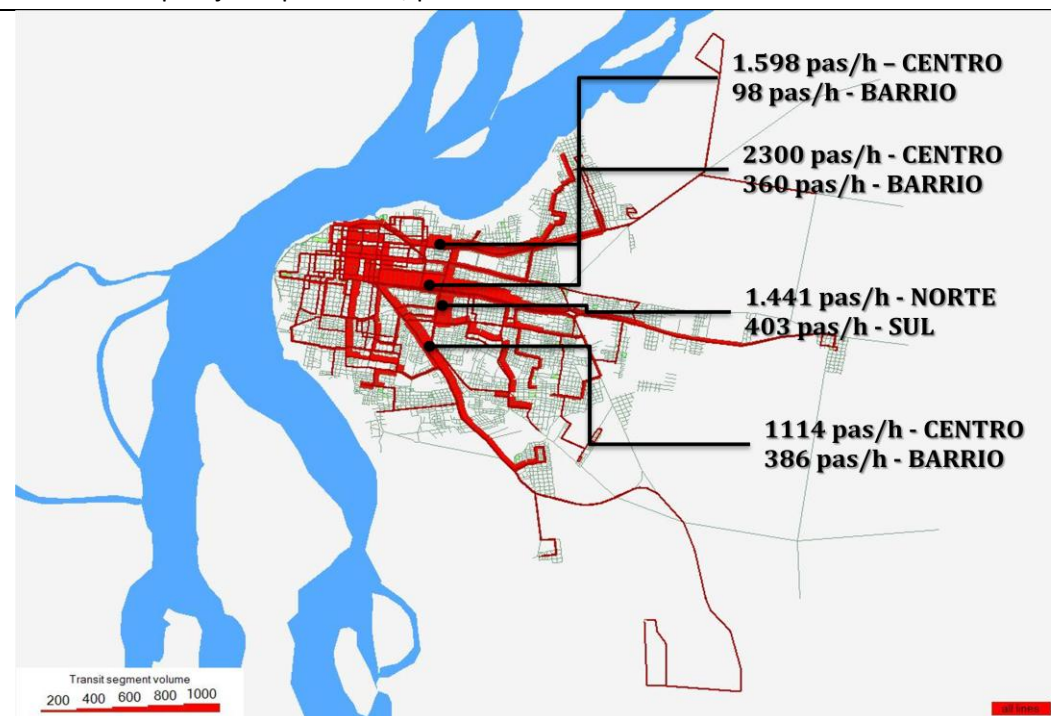 1.598 pas/h – CENTRO
98 pas/h - BARRIO
2300 pas/h - CENTRO
360 pas/h - BARRIO
1.441 pas/h - NORTE
403 pas/h - SUL
1114 pas/h - CENTRO
386 pas/h - BARRIO
Transit segment volume
200 400 600 800 1000
all lines